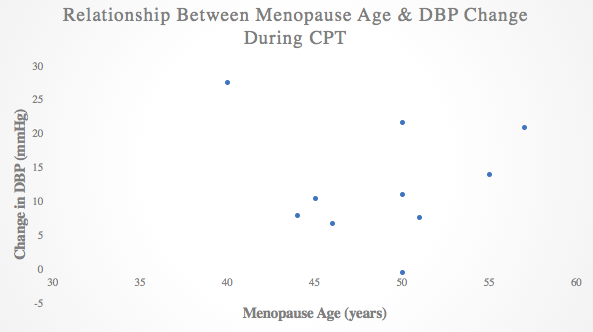 Relationship Between Menopause Age & DBP Change
During CPT
Change in DBP (mmHg)
30
25
20
15
10
5
0
-5
30 35 40 45 50 55 60
Menopause Age (years)